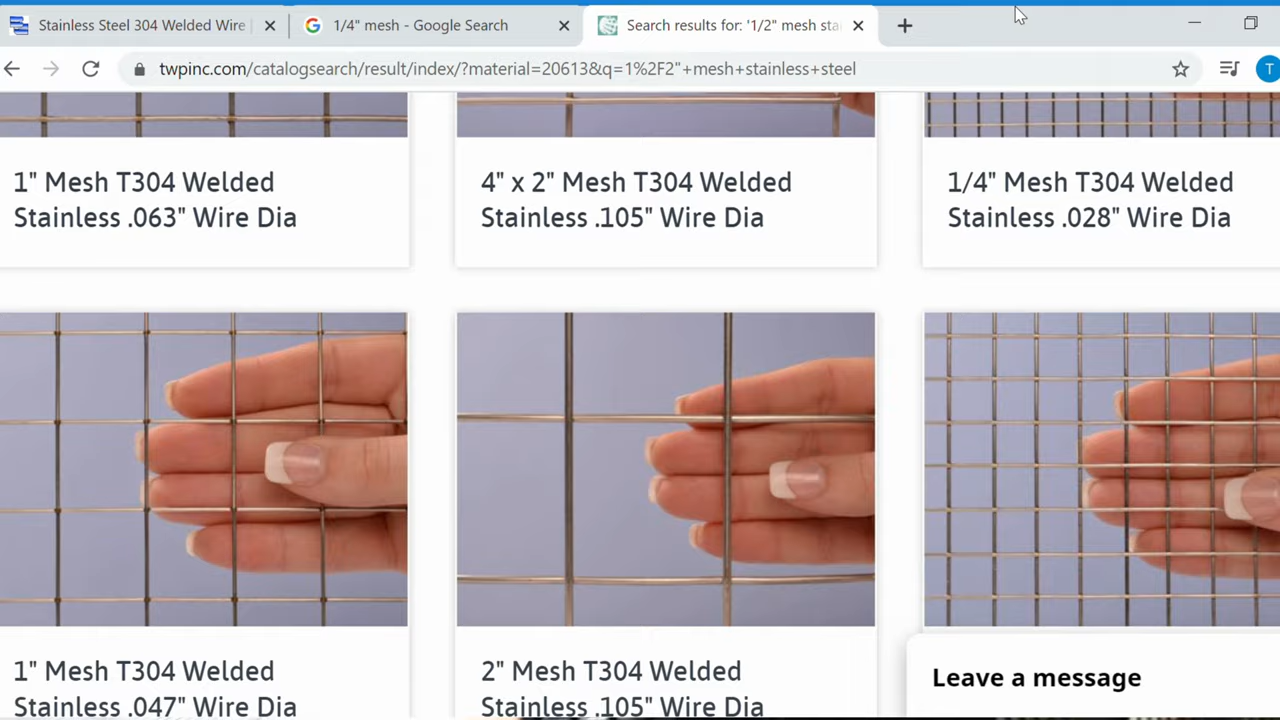 Stainless Steel 304 Welded Wire
1/4" mesh - Google Search
Search results for: '1/2" mesh stai
twpinc.com/catalogsearch/result/index/?material=20613&q=1%2F2"+mesh+stainless+steel
T
1" Mesh T304 Welded
Stainless .063" Wire Dia
4" x 2" Mesh T304 Welded
Stainless .105" Wire Dia
1/4" Mesh T304 Welded
Stainless .028" Wire Dia
1" Mesh T304 Welded
Stainless .047" Wire Dia
2" Mesh T304 Welded
Stainless .105" Wire Dia
Leave a message